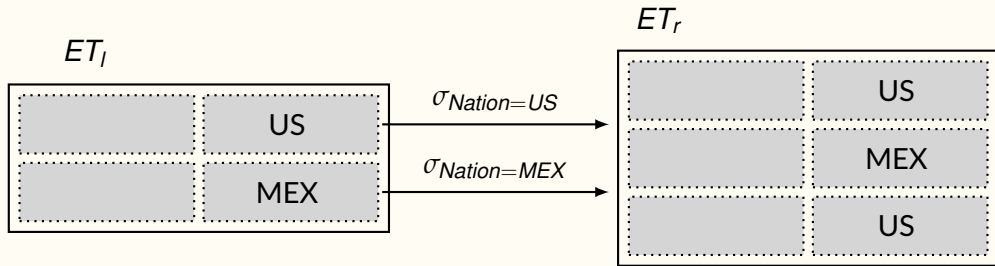 ET_l
US
MEX
σ_Nation=US
σ_Nation=MEX
ET_r
US
MEX
US